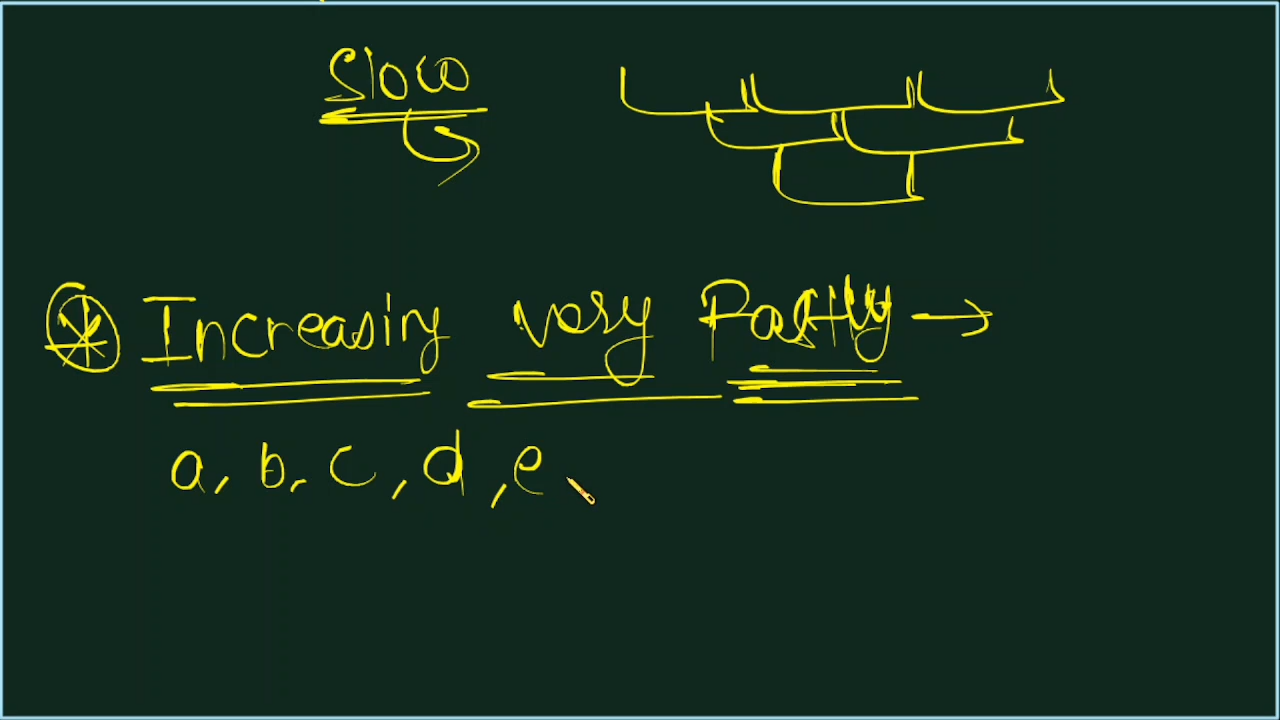 Slow
* Increasing very Fastly →
a, b, c, d, e